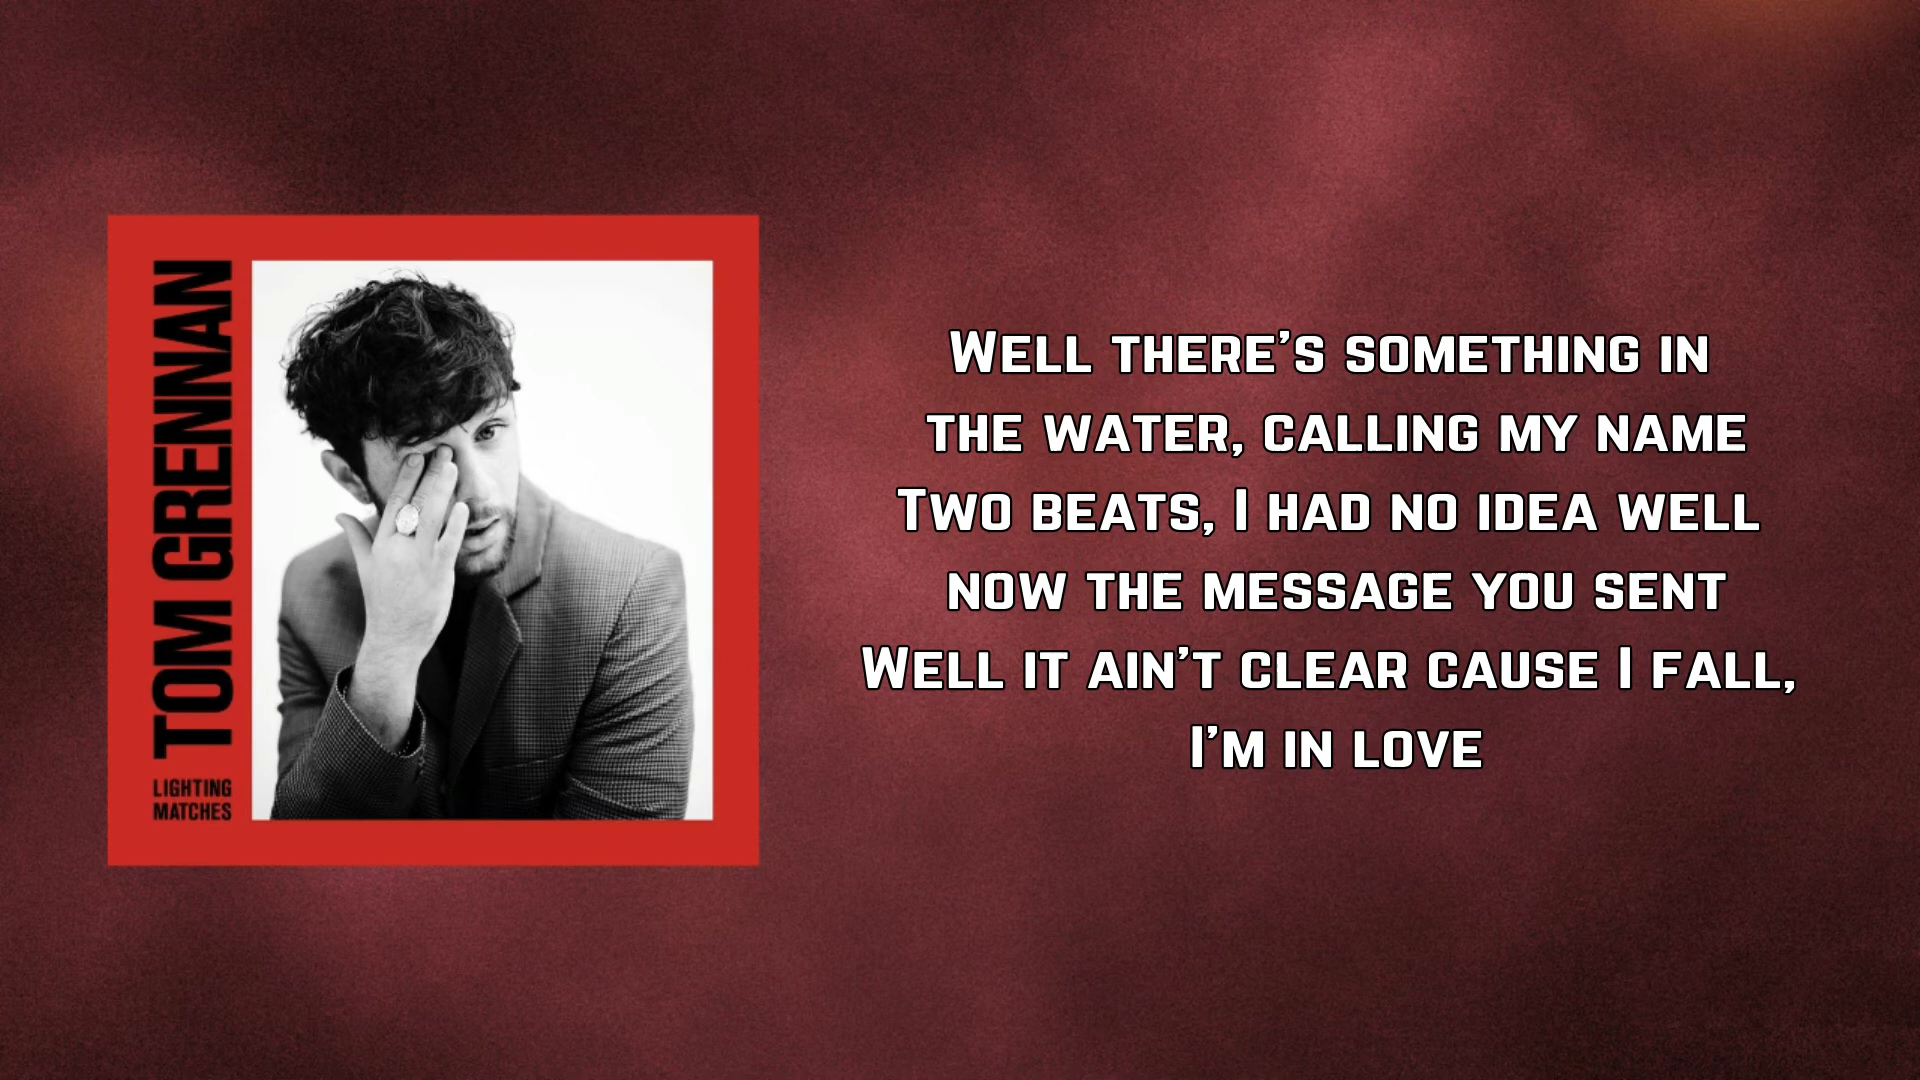 TOM GRENNAN
LIGHTING
MATCHES
Well there's something in
the water, calling my name
Two beats, I had no idea well
now the message you sent
Well it ain't clear cause I fall,
I'm in love